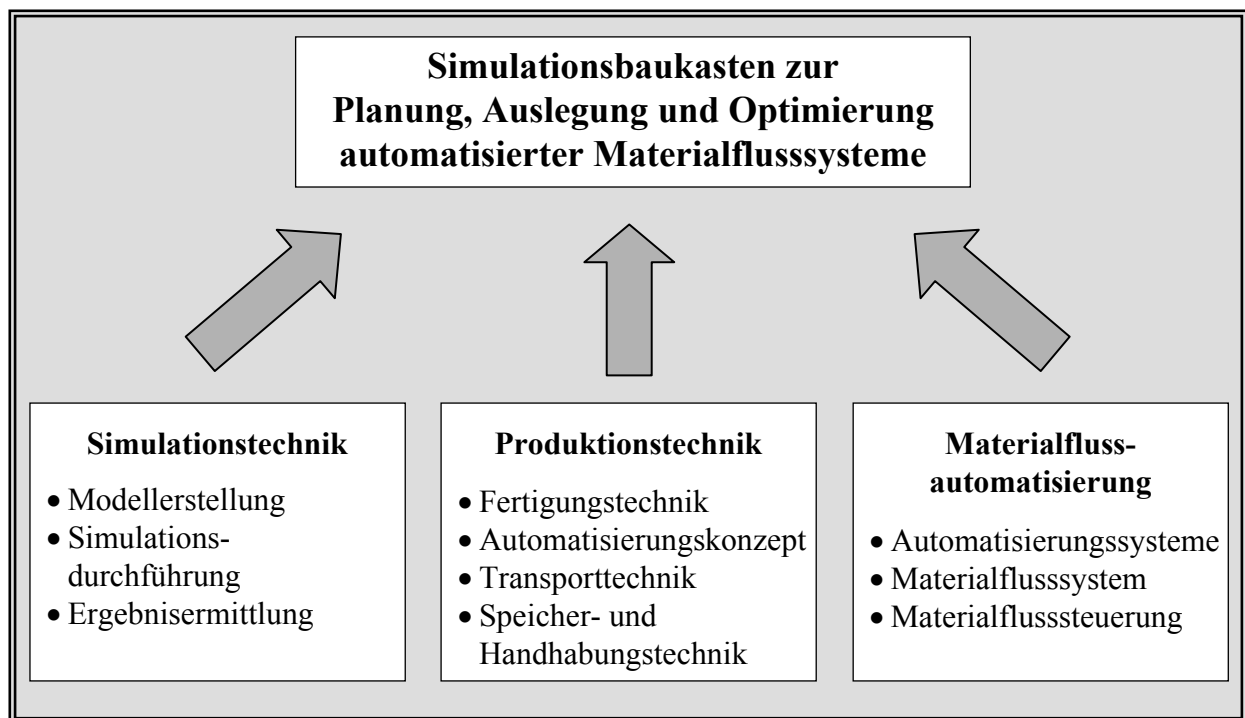 Simulationsbaukasten zur
Planung, Auslegung und Optimierung
automatisierter Materialflusssysteme
Simulationstechnik
• Modellerstellung
• Simulations-
durchführung
• Ergebnisermittlung
Produktionstechnik
• Fertigungstechnik
• Automatisierungskonzept
• Transporttechnik
• Speicher- und
Handhabungstechnik
Materialfluss-
automatisierung
• Automatisierungssysteme
• Materialflusssystem
• Materialflusssteuerung